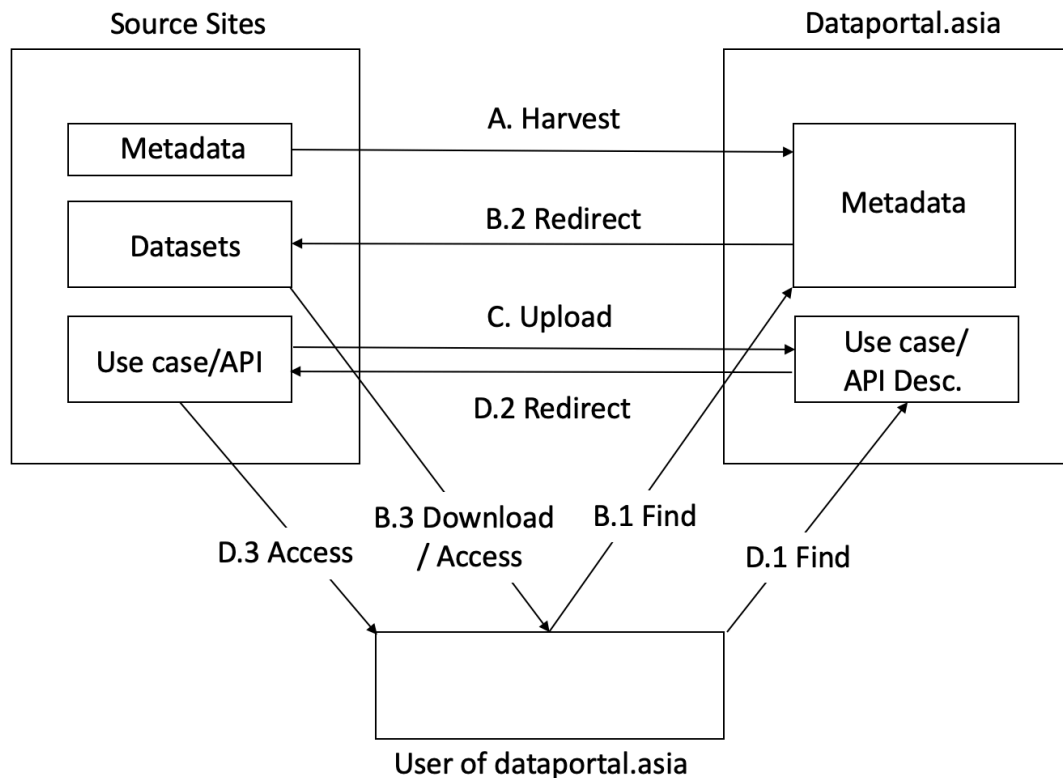 Source Sites
Dataportal.asia
A. Harvest
Metadata
Metadata
B.2 Redirect
Datasets
C. Upload
Use case/API
Use case/
API Desc.
D.2 Redirect
B.3 Download
/ Access
B.1 Find
D.3 Access
D.1 Find
User of dataportal.asia